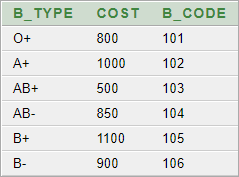 B_TYPE COST B_CODE
O+ 800 101
A+ 1000 102
AB+ 500 103
AB- 850 104
B+ 1100 105
B- 900 106